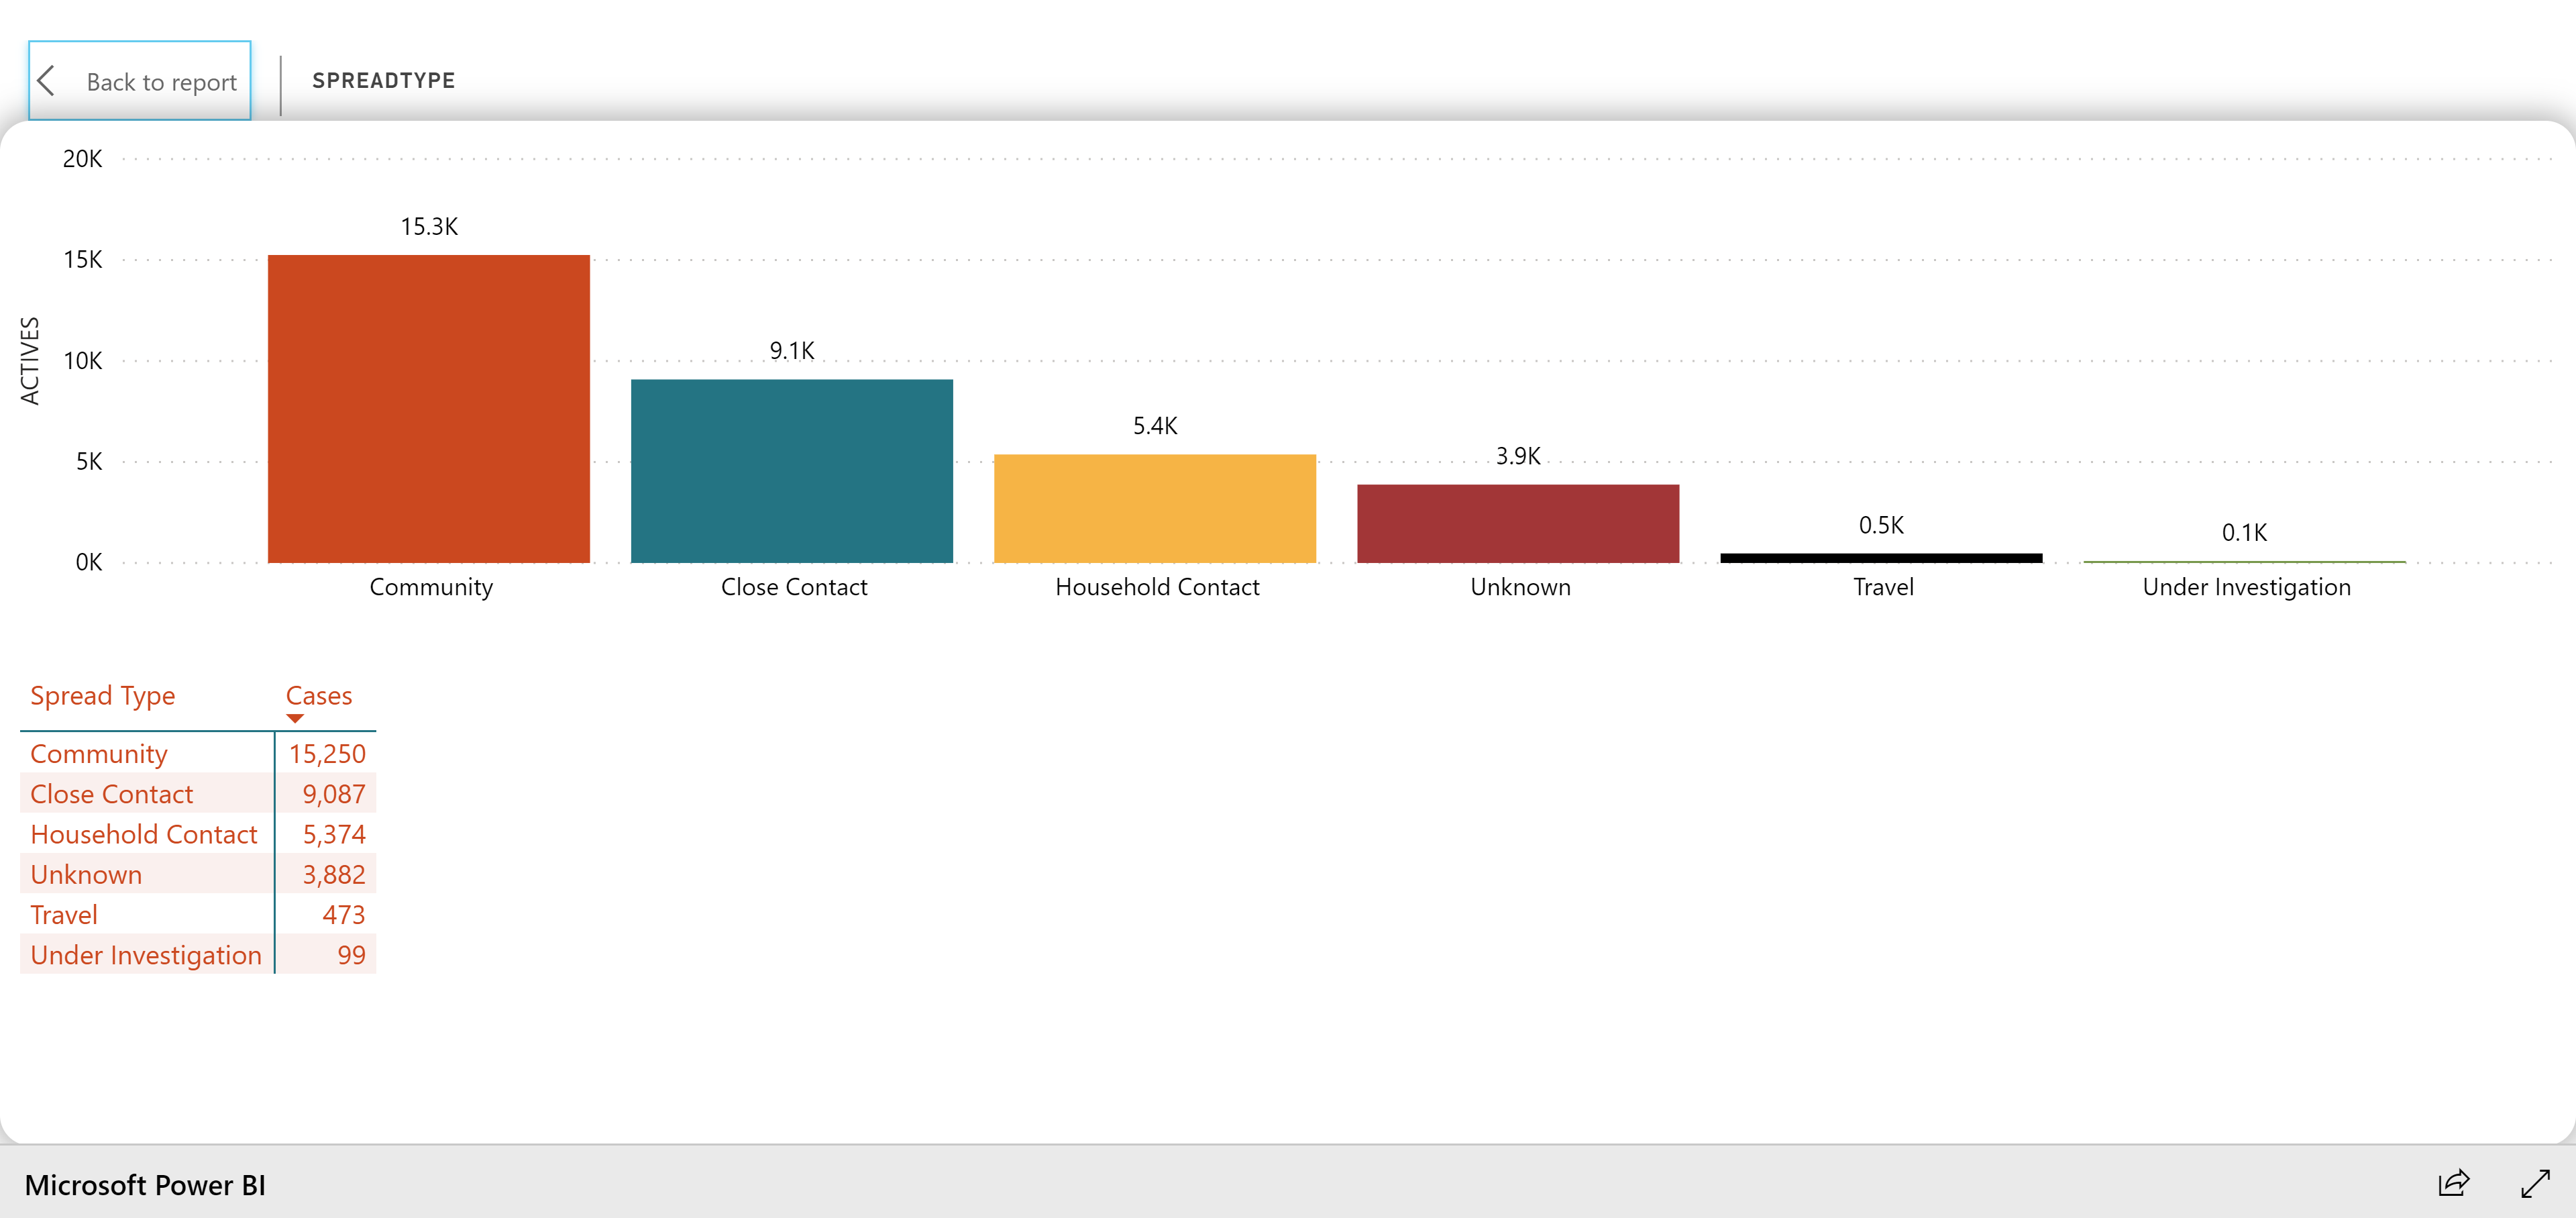 Back to report
SPREADTYPE
20K
15K
10K
5K
0K
ACTIVES
15.3K
9.1K
5.4K
3.9K
0.5K
0.1K
Community
Close Contact
Household Contact
Unknown
Travel
Under Investigation
Spread Type Cases
Community 15,250
Close Contact 9,087
Household Contact 5,374
Unknown 3,882
Travel 473
Under Investigation 99
Microsoft Power BI